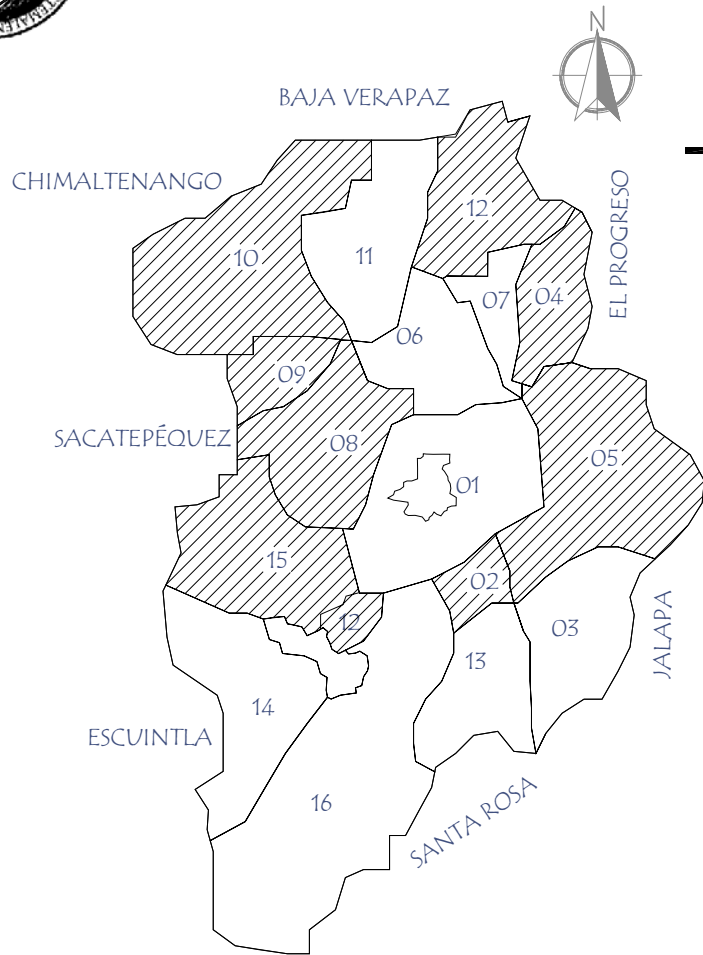 N
BAJA VERAPAZ
CHIMALTENANGO
EL PROGRESO
12
10
11
04
07
06
09
SACATEPÉQUEZ
08
05
01
15
02
12
03
JALAPA
13
14
ESCUINTLA
16
SANTA ROSA